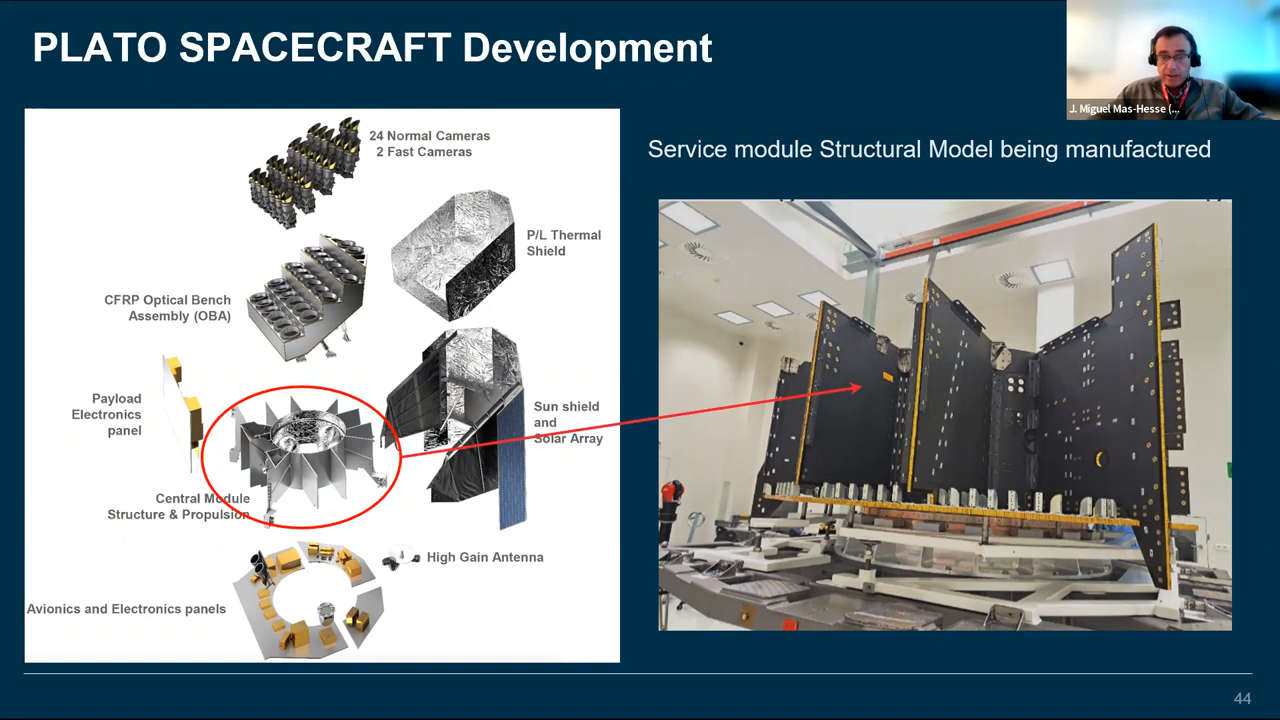 PLATO SPACECRAFT Development
J. Miguel Mas-Hesse (...
24 Normal Cameras
2 Fast Cameras
P/L Thermal
Shield
CFRP Optical Bench
Assembly (OBA)
Payload
Electronics
panel
Sun shield
and
Solar Array
Central Module
Structure & Propulsion
High Gain Antenna
Avionics and Electronics panels
Service module Structural Model being manufactured
44